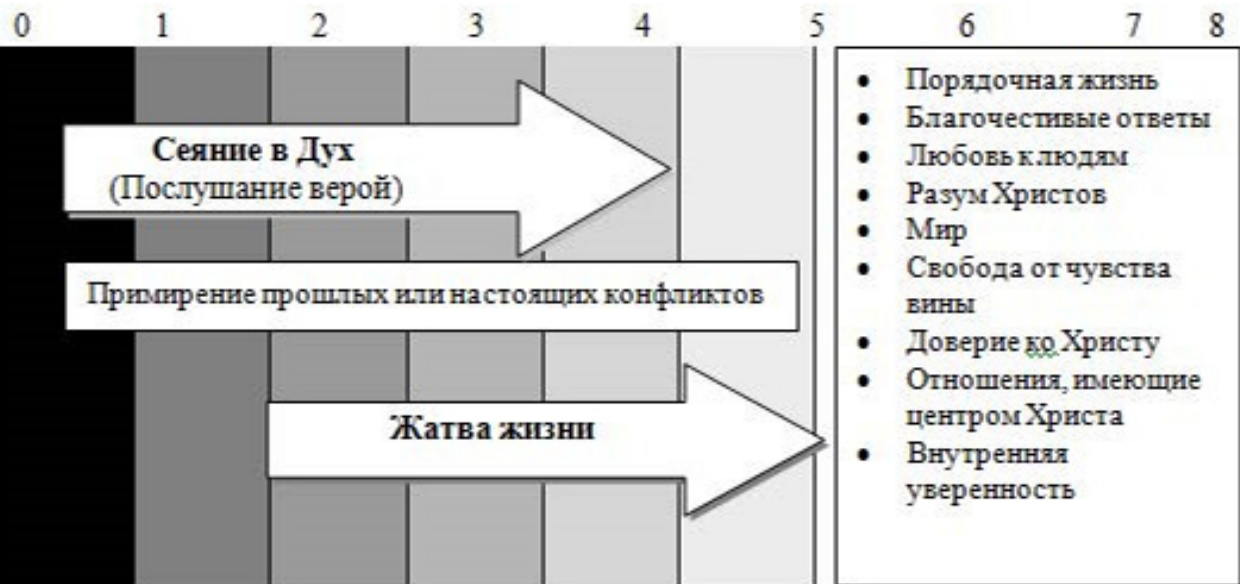 0 1 2 3 4 5 6 7 8
Сеяние в Дух
(Послушание верой)
Примирение прошлых или настоящих конфликтов
Жатва жизни
• Порядочная жизнь
• Благочестивые ответы
• Любовь к людям
• Разум Христов
• Мир
• Свобода от чувства
вины
• Доверие ко Христу
• Отношения, имеющие
центром Христа
• Внутренняя
уверенность